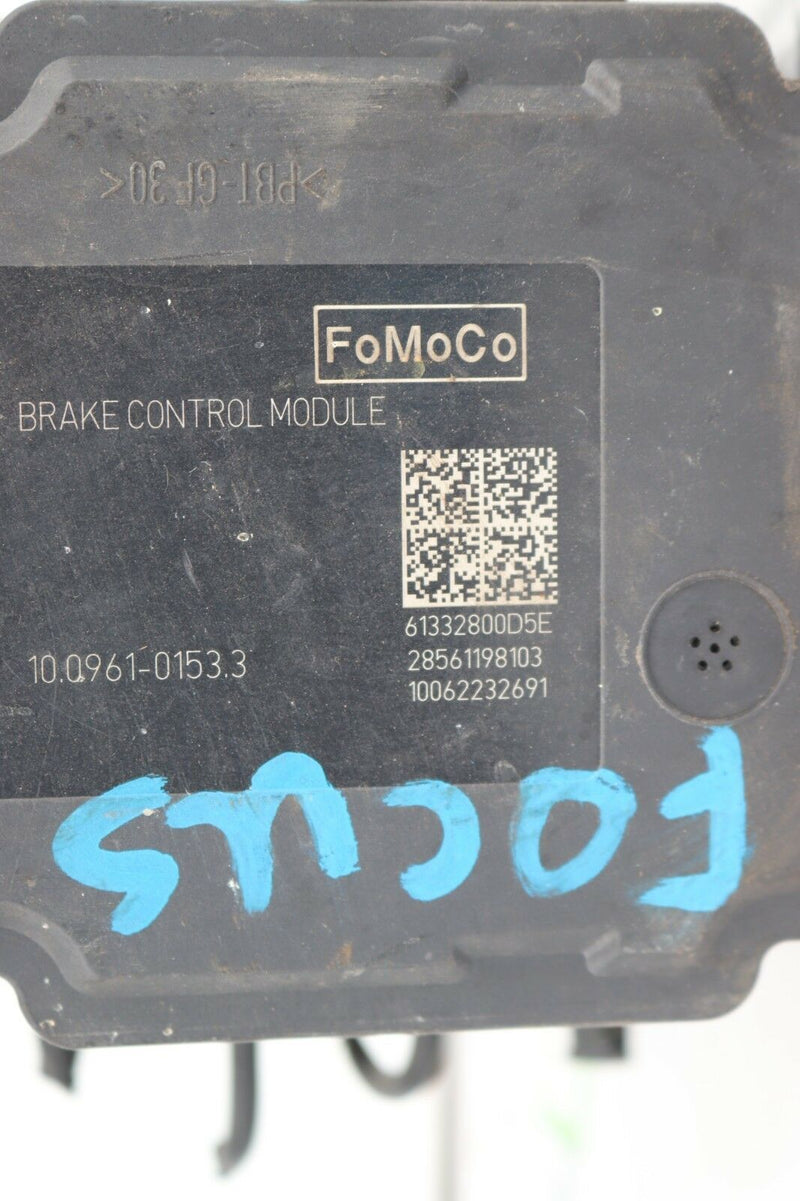 >PBT-GF 30<
FoMoCo
BRAKE CONTROL MODULE
61332800D5E
10.0961-0153.3
28561198103
10062232691
FOCUS